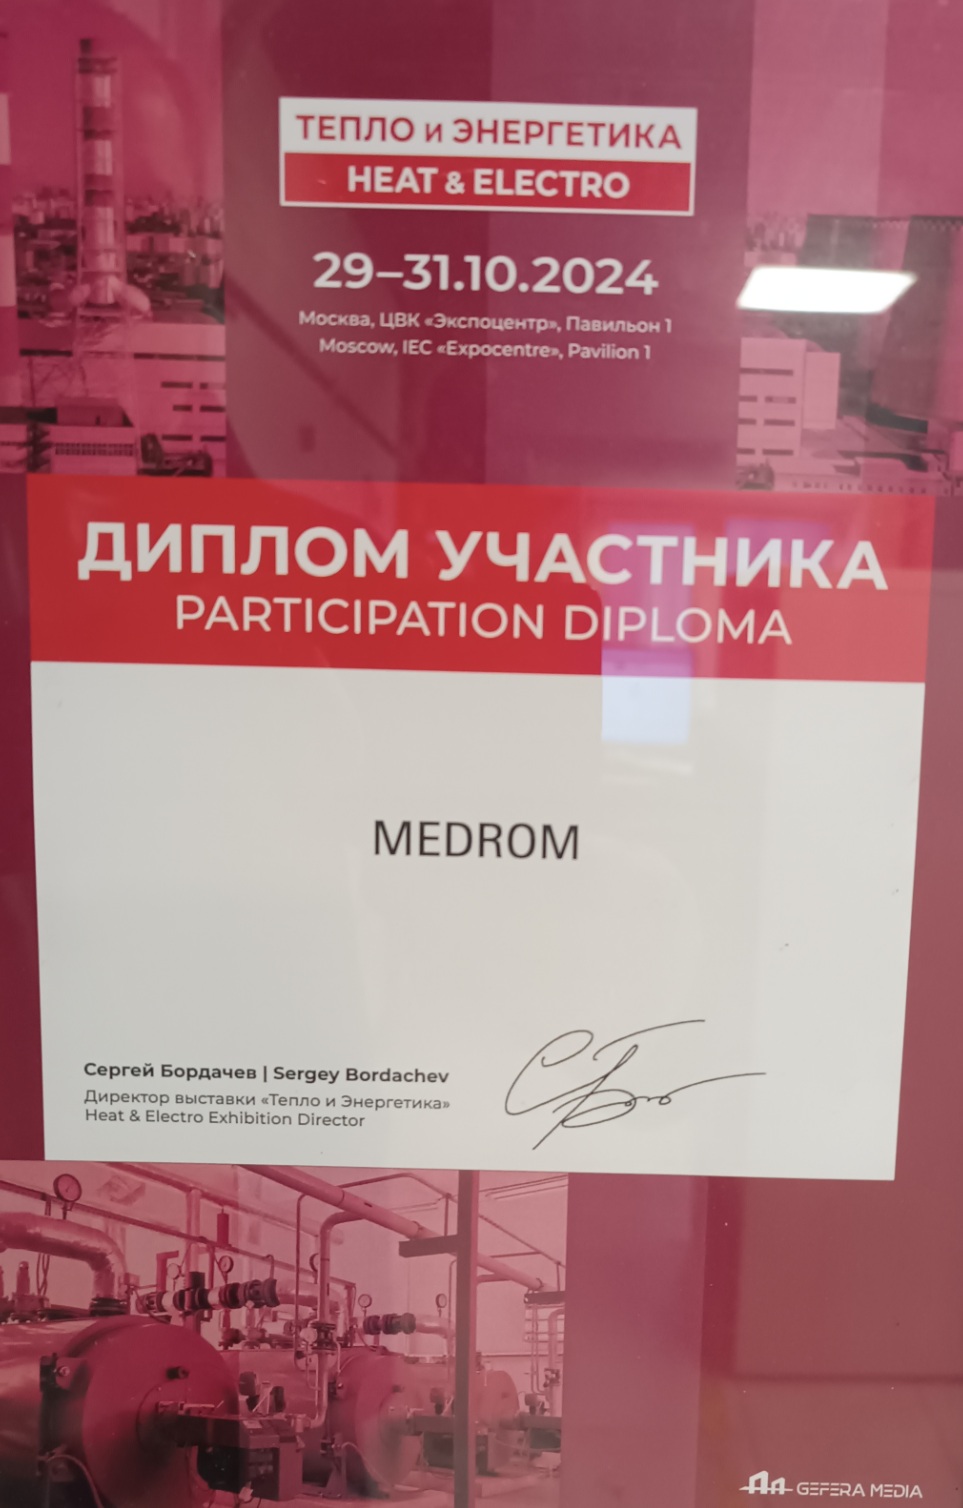 ТЕПЛО и ЭНЕРГЕТИКА
HEAT & ELECTRO
29–31.10.2024
Москва, ЦВК «Экспоцентр», Павильон 1
Moscow, IEC «Expocentre», Pavilion 1
ДИПЛОМ УЧАСТНИКА
PARTICIPATION DIPLOMA
MEDROM
Сергей Бордачев | Sergey Bordachev
Директор выставки «Тепло и Энергетика»
Heat & Electro Exhibition Director
GEFERA MEDIA